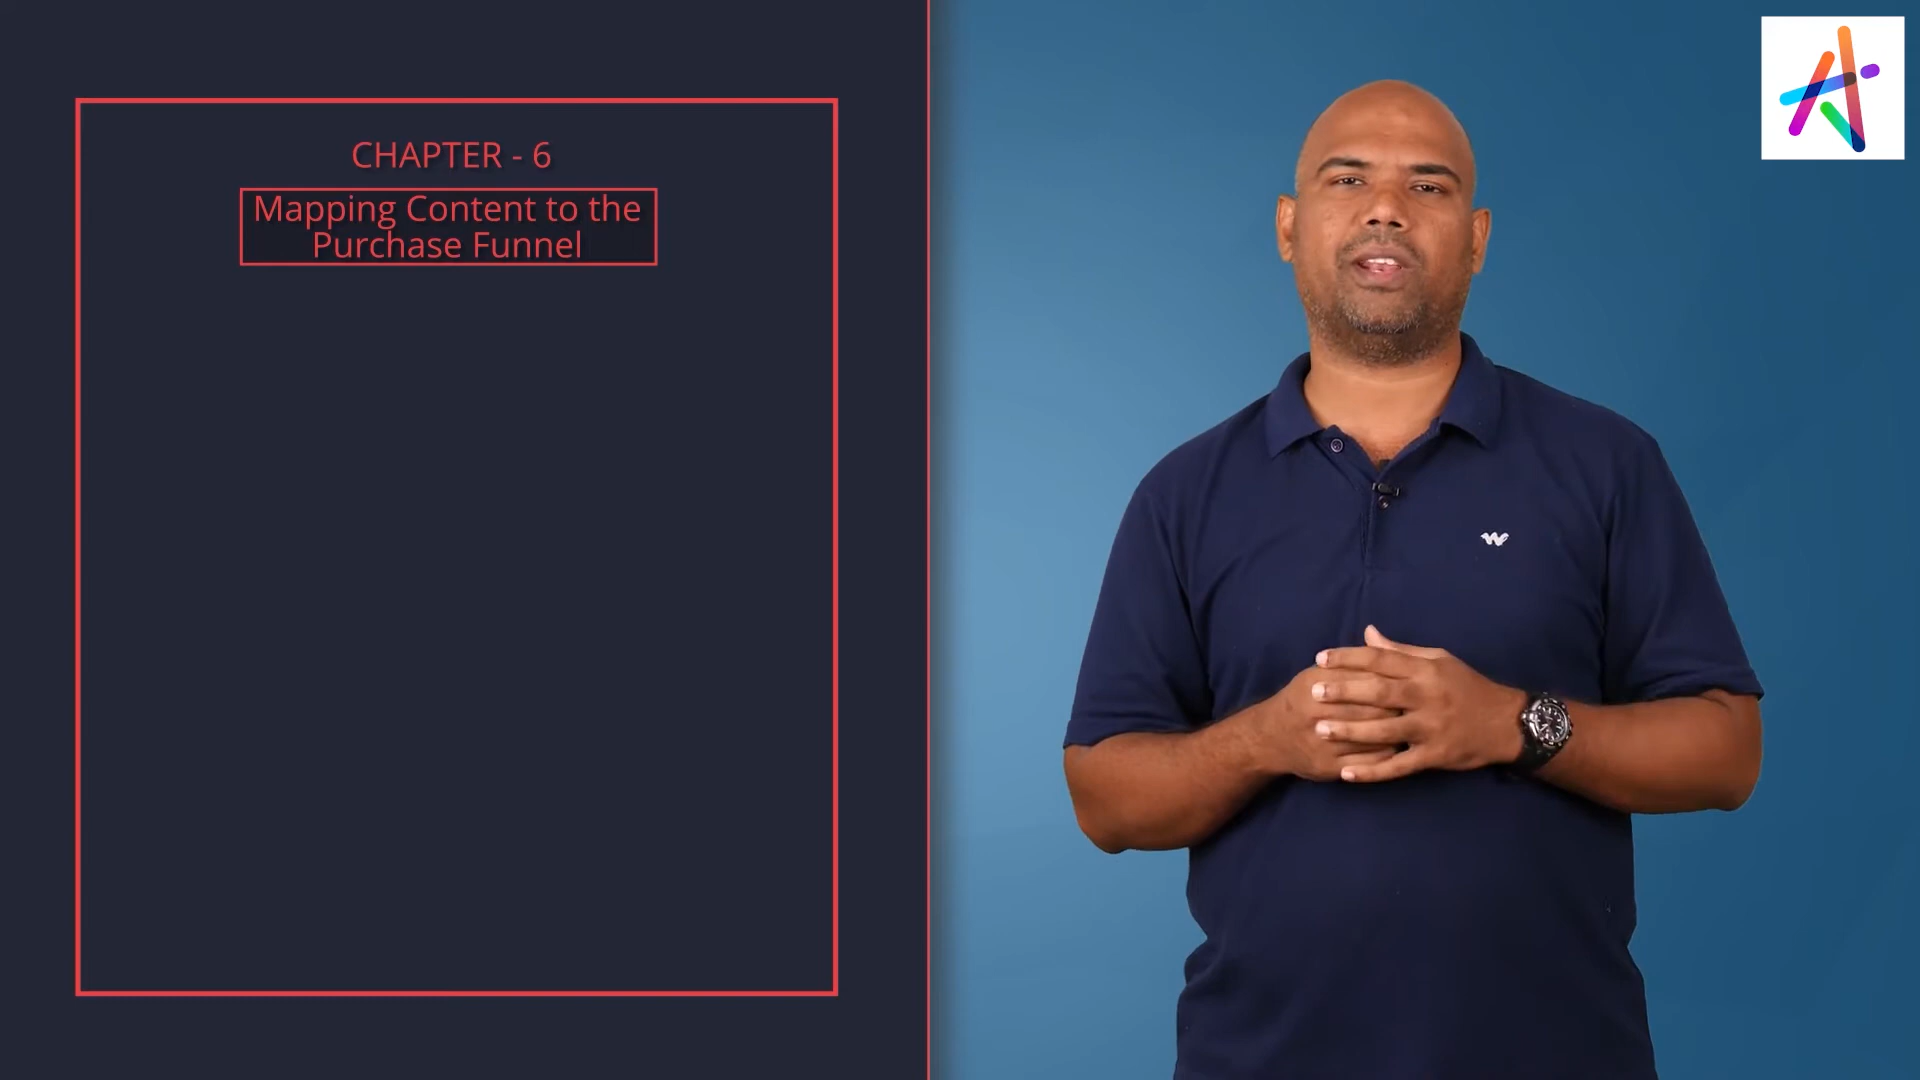 CHAPTER - 6
Mapping Content to the
Purchase Funnel